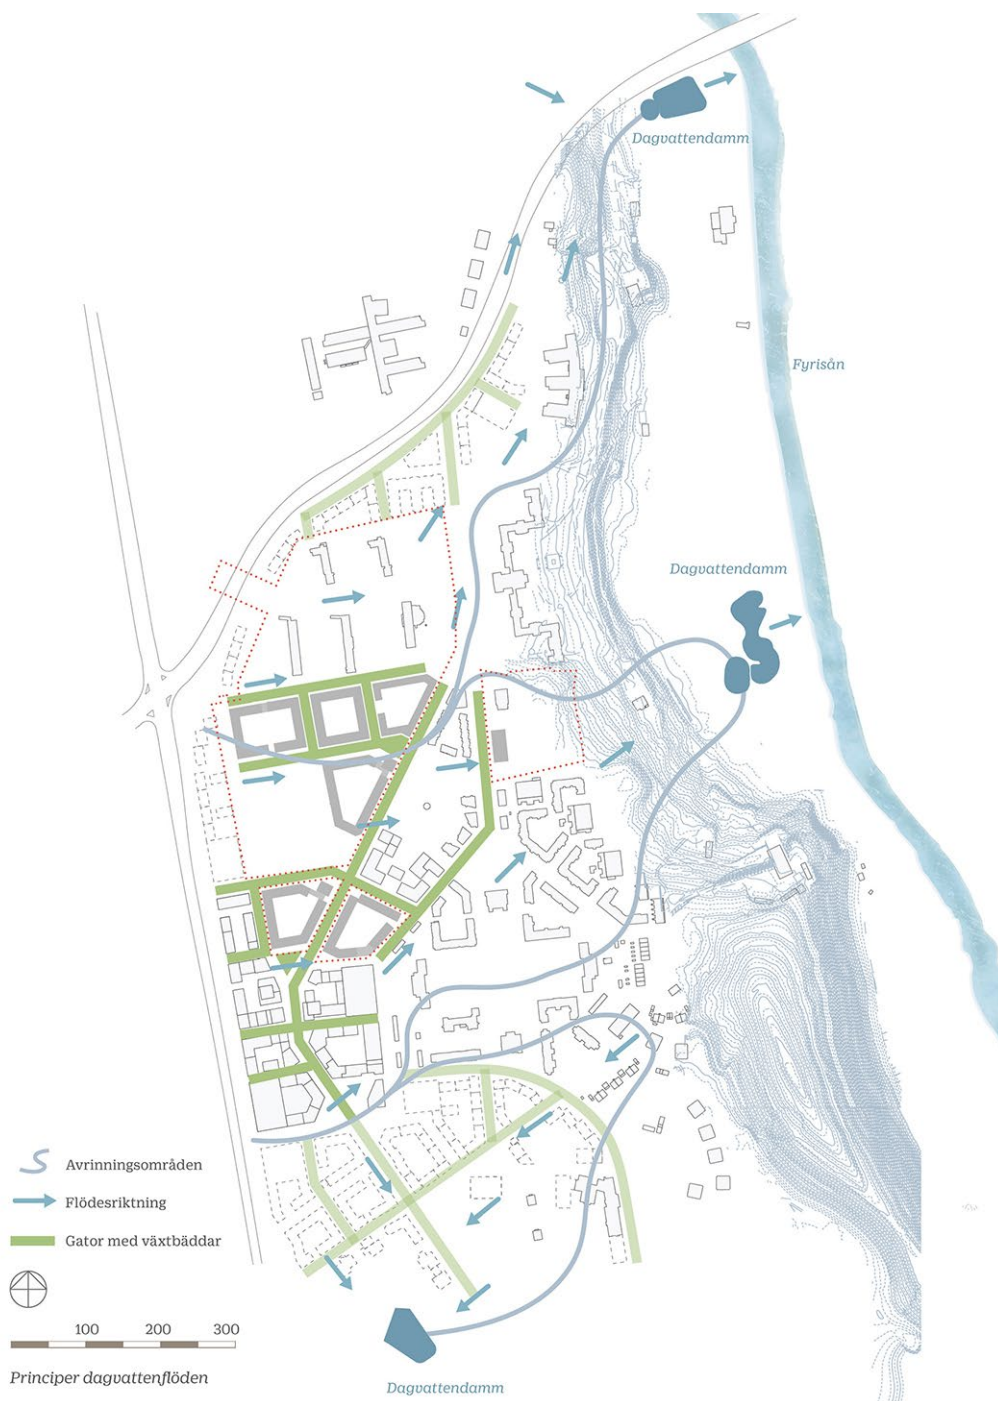 Dagvattendamm
Fyrisån
Dagvattendamm
Avrinningsområden
Flödesriktning
Gator med växtbäddar
100 200 300
Principer dagvattenflöden
Dagvattendamm